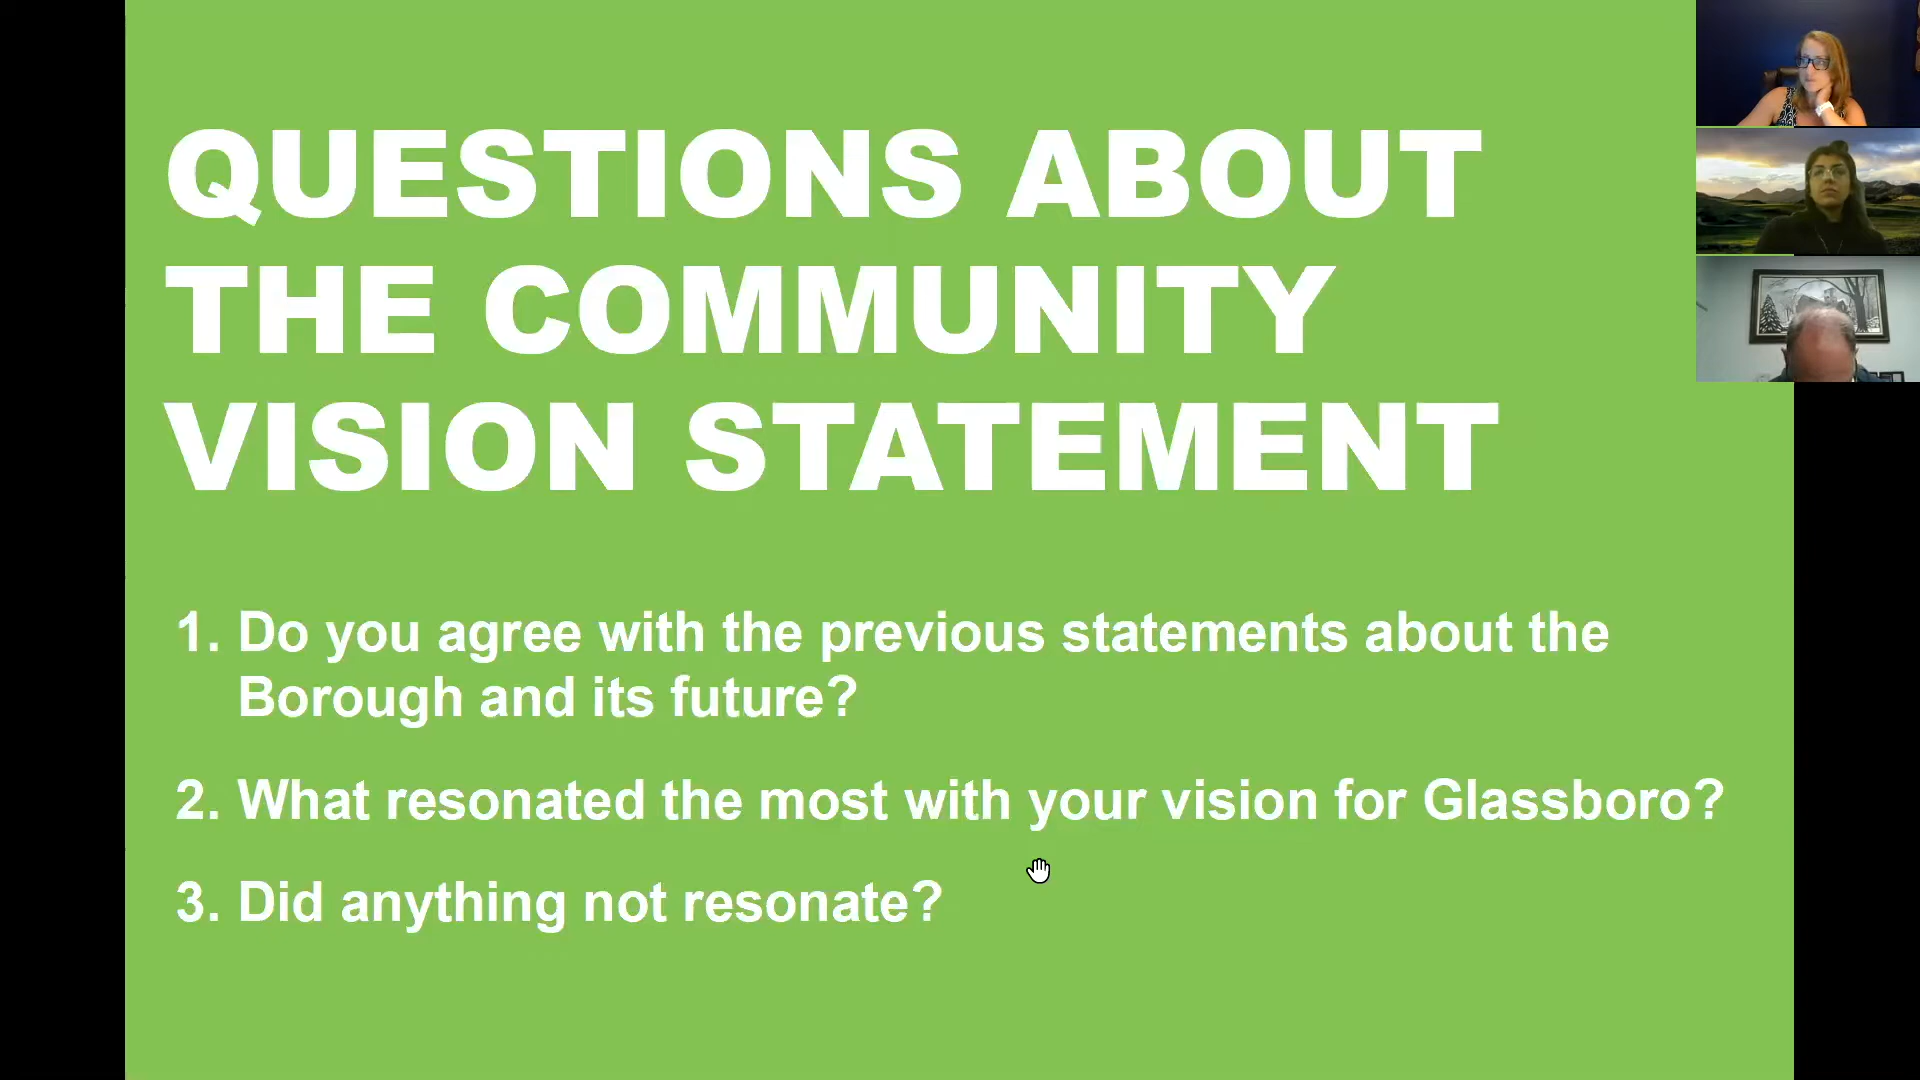 QUESTIONS ABOUT
THE COMMUNITY
VISION STATEMENT
1. Do you agree with the previous statements about the
Borough and its future?
2. What resonated the most with your vision for Glassboro?
3. Did anything not resonate?